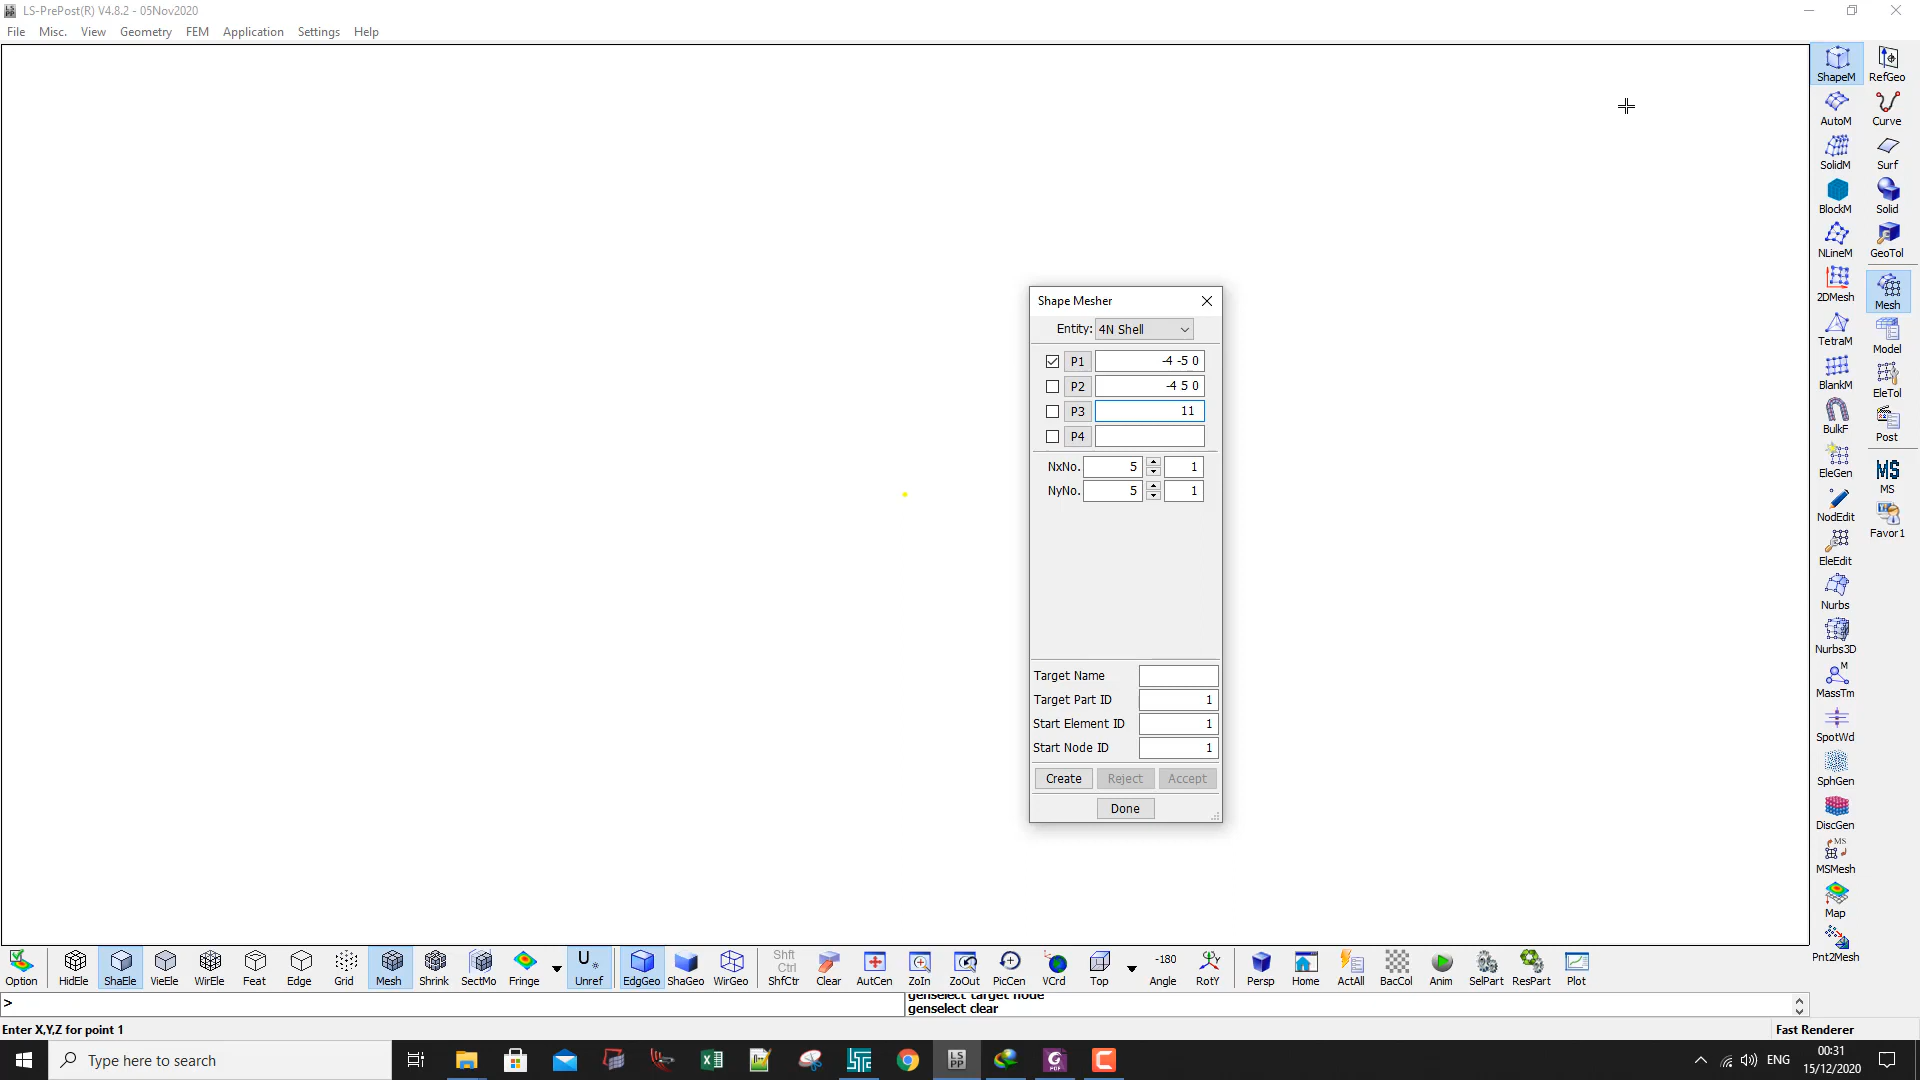 LS-PrePost(R) V4.8.2 - 05Nov2020
File Misc. View Geometry FEM Application Settings Help
ShapeM RefGeo
AutoM Curve
SolidM Surf
BlockM Solid
NLineM GeoTol
2DMesh Mesh
TetraM Model
BlankM EleTol
BulkF Post
EleGen MS MS
NodEdit Favor1
EleEdit
Nurbs
Nurbs3D
M
MassTm
SpotWd
SphGen
DiscGen
MS
MSMesh
Map
Pnt2Mesh
Shape Mesher
Entity: 4N Shell
P1 -4 -5 0
P2 -4 5 0
P3 11
P4
NxNo. 5 1
NyNo. 5 1
Target Name
Target Part ID 1
Start Element ID 1
Start Node ID 1
Create Reject Accept
Done
Option HidEle ShaEle VieEle WirEle Feat Edge Grid Mesh Shrink SectMo Fringe U Unref EdgGeo ShaGeo WirGeo Shft Ctrl ShfCtr Clear AutCen ZoIn ZoOut PicCen VCrd Top -180 Angle RotY Persp Home ActAll BacCol Anim SelPart ResPart Plot
>
genselect target node
genselect clear
Enter X,Y,Z for point 1 Fast Renderer
Type here to search
LS PP
ENG
00:31
15/12/2020